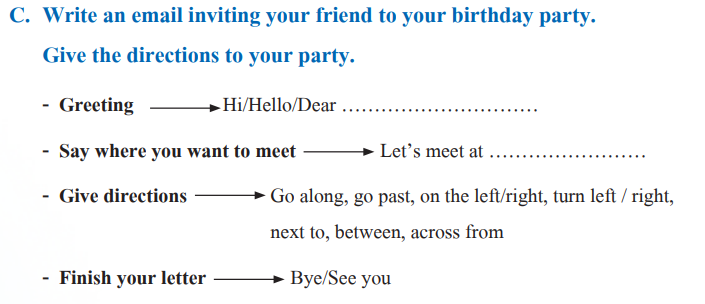 C. Write an email inviting your friend to your birthday party.
Give the directions to your party.
- Greeting → Hi/Hello/Dear ..............................
- Say where you want to meet → Let's meet at ........................
- Give directions → Go along, go past, on the left/right, turn left / right,
next to, between, across from
- Finish your letter → Bye/See you